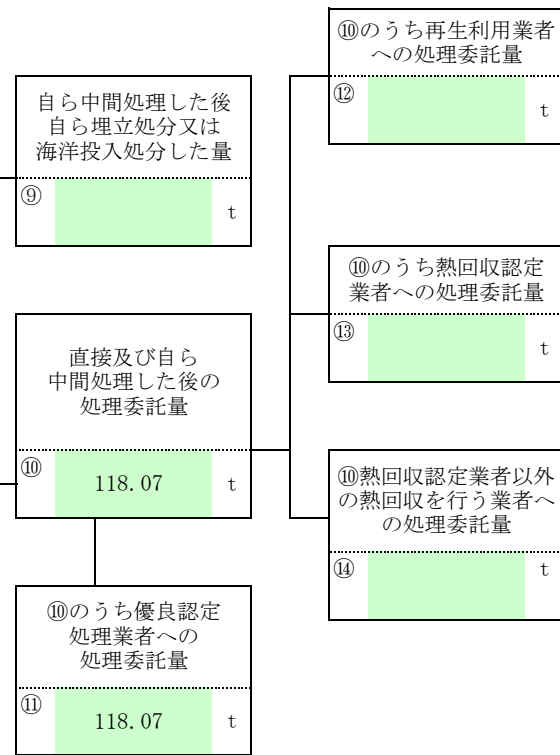 自ら中間処理した後
自ら埋立処分又は
海洋投入処分した量
⑨
t
直接及び自ら
中間処理した後の
処理委託量
⑩
118.07 t
⑩のうち優良認定
処理業者への
処理委託量
⑪
118.07 t
⑩のうち再生利用業者
への処理委託量
⑫
t
⑩のうち熱回収認定
業者への処理委託量
⑬
t
⑩熱回収認定業者以外
の熱回収を行う業者へ
の処理委託量
⑭
t